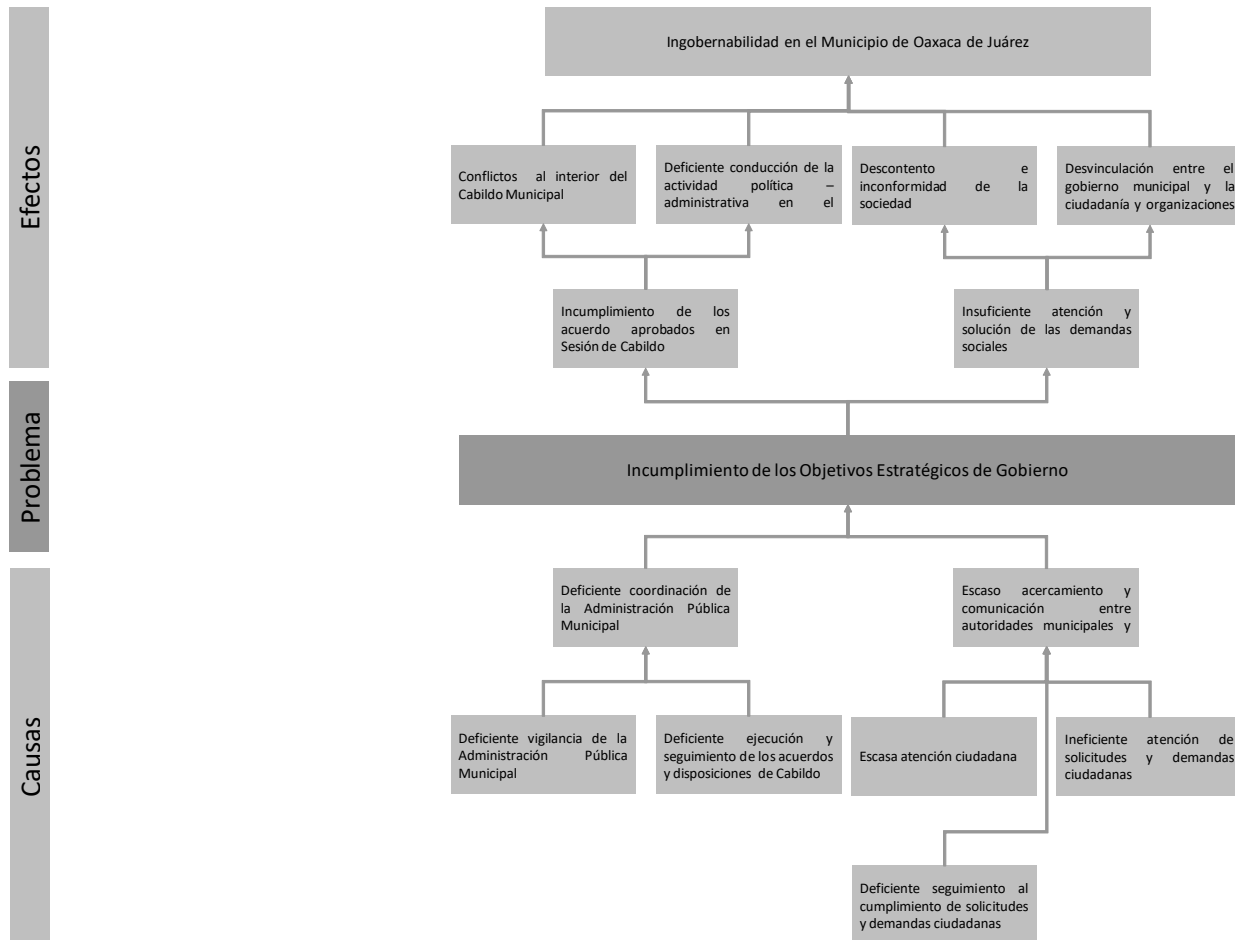 Efectos
Ingobernabilidad en el Municipio de Oaxaca de Juárez
Conflictos al interior del
Cabildo Municipal
Deficiente conducción de la
actividad política –
administrativa en el
Descontento e
inconformidad de la
sociedad
Desvinculación entre el
gobierno municipal y la
ciudadanía y organizaciones
Incumplimiento de los
acuerdo aprobados en
Sesión de Cabildo
Insuficiente atención y
solución de las demandas
sociales
Problema
Incumplimiento de los Objetivos Estratégicos de Gobierno
Causas
Deficiente coordinación de
la Administración Pública
Municipal
Escaso acercamiento y
comunicación entre
autoridades municipales y
Deficiente vigilancia de la
Administración Pública
Municipal
Deficiente ejecución y
seguimiento de los acuerdos
y disposiciones de Cabildo
Escasa atención ciudadana
Ineficiente atención de
solicitudes y demandas
ciudadanas
Deficiente seguimiento al
cumplimiento de solicitudes
y demandas ciudadanas